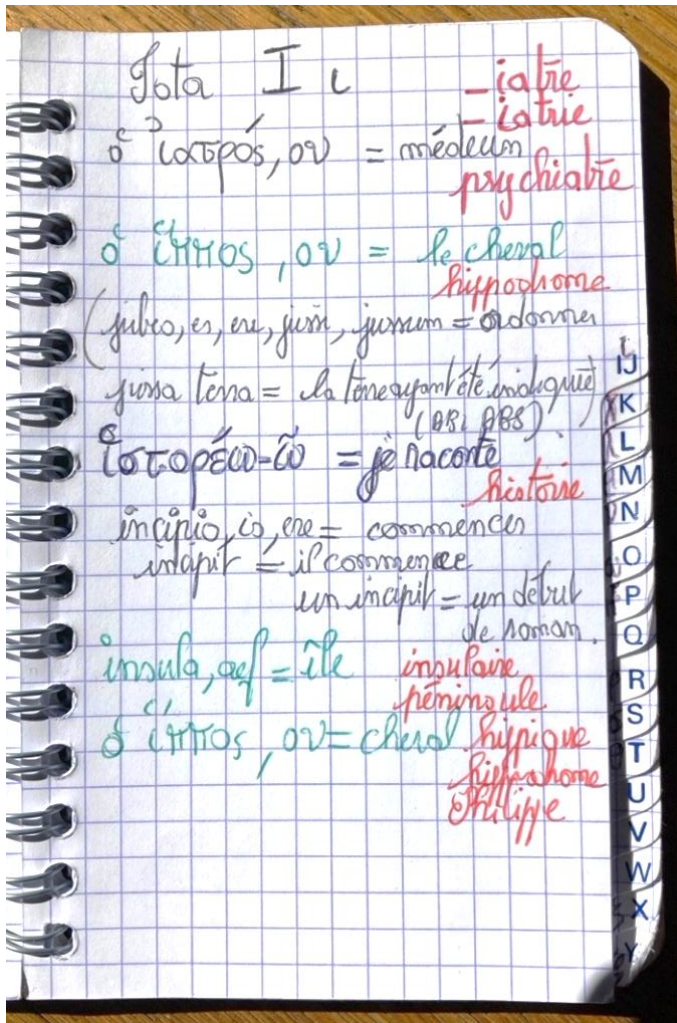 Iota I ι
– iatre
– iatrie
ὁ ἰατρός, ου = médecin
psychiatre
ὁ ἵππος, ου = le cheval
hippodrome
(jubeo, es, ere, jussi, jussum = ordonner
jussa terra = la terre ayant été indiquée)
(ABL ABS).
ἱστορέω-ῶ = je raconte
histoire
incipio, is, ere = commencer
incipit = il commence
un incipit = un début
de roman.
insula, ae f = île insulaire
péninsule
ὁ ἵππος, ου = cheval hippique
hippodrome
Philippe
IJ
K
L
M
N
O
P
Q
R
S
T
U
V
W
X
Y